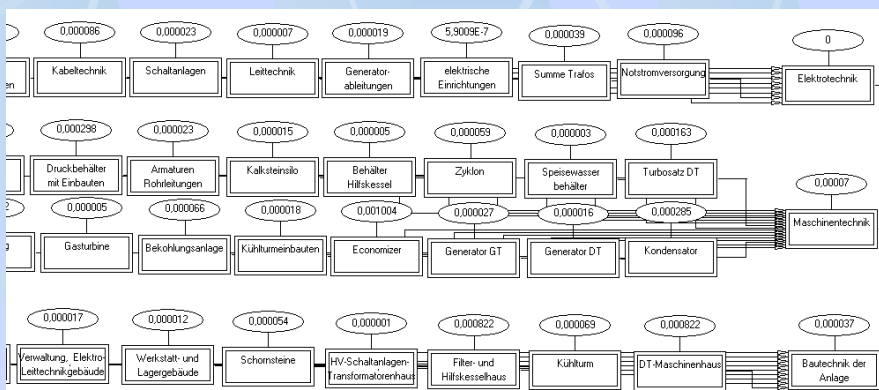 0,000086 0,000023 0,000007 0,000019 5,9009E-7 0,000039 0,000096 0
Kabeltechnik Schaltanlagen Leittechnik Generator- elektrische Summe Trafos Notstromversorgung Elektrotechnik
en ableitungen Einrichtungen
0,000298 0,000023 0,000015 0,000005 0,000059 0,000003 0,000163
Druckbehälter Armaturen Kalksteinsilo Behälter Zyklon Speisewasser Turbosatz DT
mit Einbauten Rohrleitungen Hilfskessel behälter
0,00007
2 0,000005 0,000066 0,000018 0,001004 0,000027 0,000016 0,000285
Maschinentechnik
g Gasturbine Bekohlungsanlage Kühlturmeinbauten Economizer Generator GT Generator DT Kondensator
0,000017 0,000012 0,000054 0,000001 0,000822 0,000069 0,000822 0,000037
Verwaltung, Elektro- Werkstatt- und Schornsteine HV-Schaltanlagen- Filter- und Kühlturm DT-Maschinenhaus Bautechnik der
Leittechnikgebäude Lagergebäude Transformatorenhaus Hilfskesselhaus Anlage